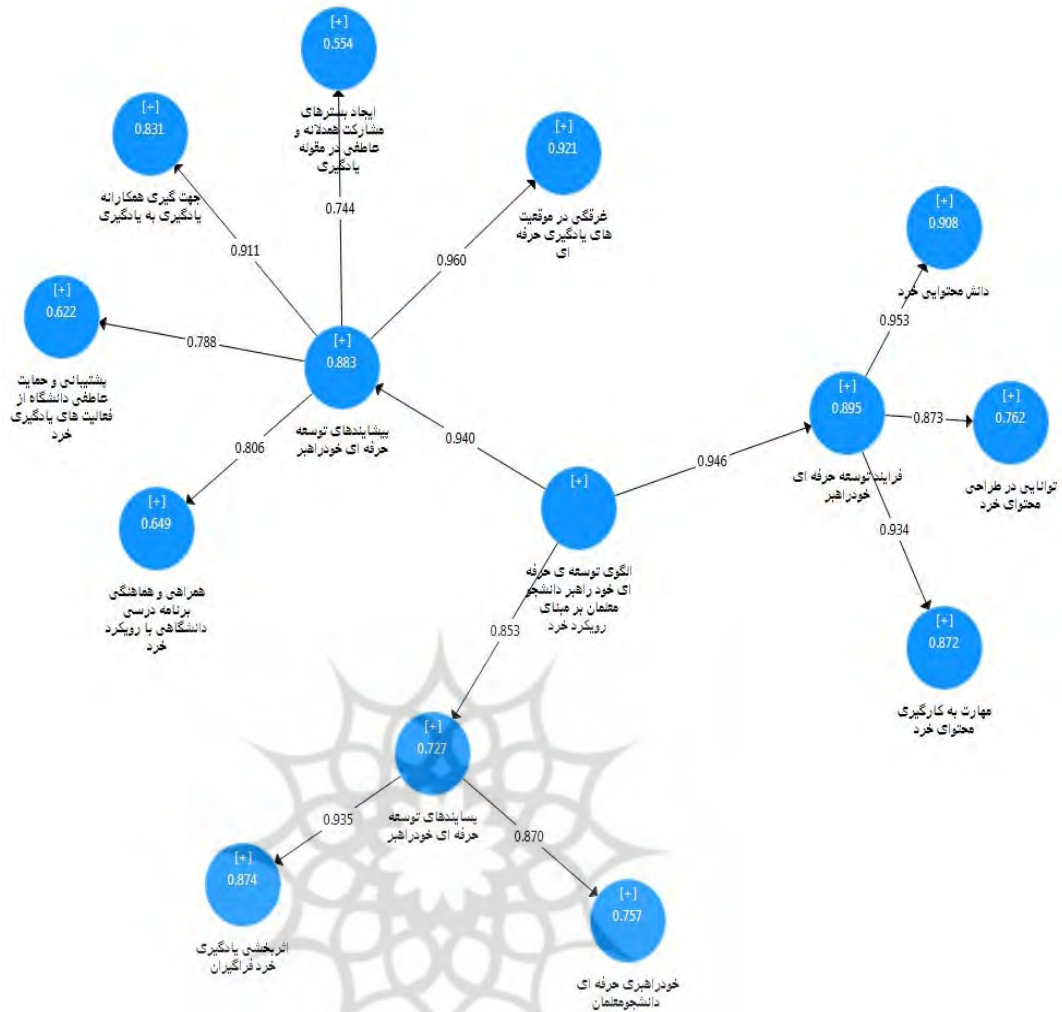 [+]
0.554
ایجاد بسترهای
مشارکت همدلانه و
عاطفی در مقوله
یادگیری
[+]
0.831
جهت گیری همکارانه
یادگیری به یادگیری
[+]
0.921
غرقگی در موقعیت
های یادگیری حرفه
ای
0.744
0.911
0.960
[+]
0.908
دانش محتوایی خرد
[+]
0.622
پشتیبانی و حمایت
عاطفی دانشگاه از
فعالیت های یادگیری
خرد
0.788
[+]
0.883
پیشایندهای توسعه
حرفه ای خودراهبر
0.953
[+]
0.895
فرایند توسعه حرفه ای
خودراهبر
0.873
[+]
0.762
توانایی در طراحی
محتوای خرد
0.806
0.940
0.946
0.934
[+]
0.649
همراهی و هماهنگی
برنامه درسی
دانشگاهی با رویکرد
خرد
[+]
الگوی توسعه ی حرفه
ای خود راهبر دانشجو
معلمان بر مبنای
رویکرد خرد
0.853
[+]
0.872
مهارت به کارگیری
محتوای خرد
[+]
0.727
پسایندهای توسعه
حرفه ای خودراهبر
0.935
0.870
[+]
0.874
اثربخشی یادگیری
خرد فراگیران
[+]
0.757
خودراهبری حرفه ای
دانشجومعلمان